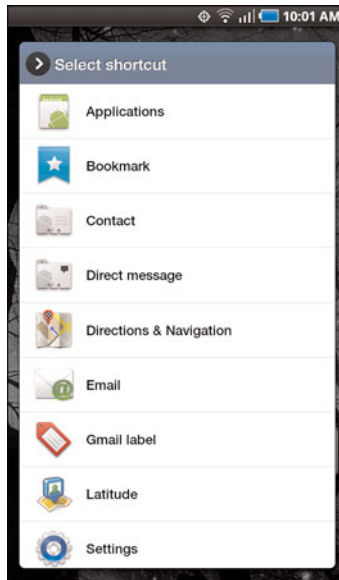 10:01 AM
Select shortcut
Applications
Bookmark
Contact
Direct message
Directions & Navigation
Email
Gmail label
Latitude
Settings